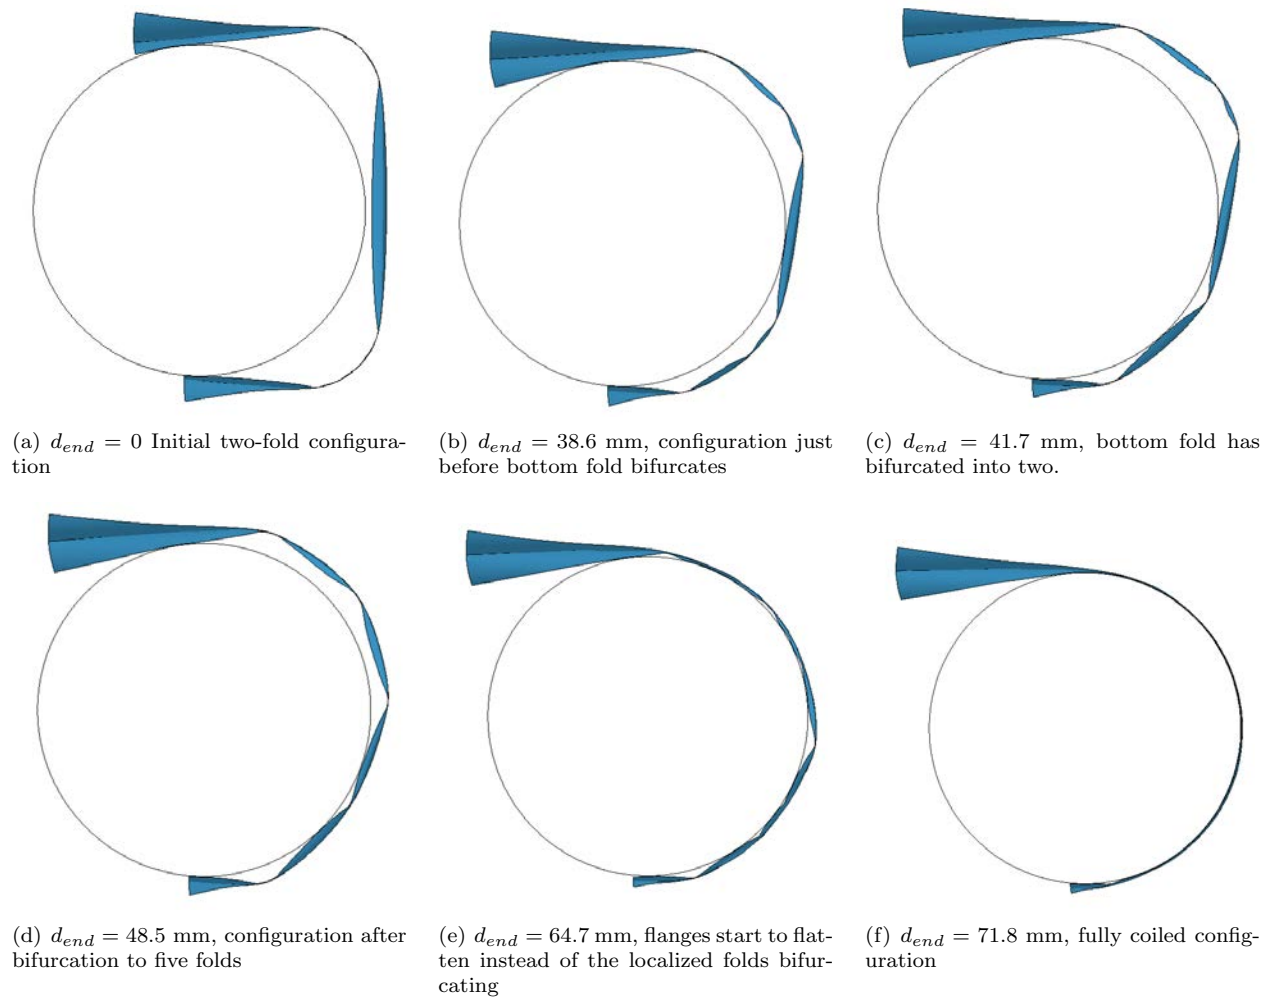 (a) d_end = 0 Initial two-fold configura-
tion
(b) d_end = 38.6 mm, configuration just
before bottom fold bifurcates
(c) d_end = 41.7 mm, bottom fold has
bifurcated into two.
(d) d_end = 48.5 mm, configuration after
bifurcation to five folds
(e) d_end = 64.7 mm, flanges start to flat-
ten instead of the localized folds bifur-
cating
(f) d_end = 71.8 mm, fully coiled config-
uration